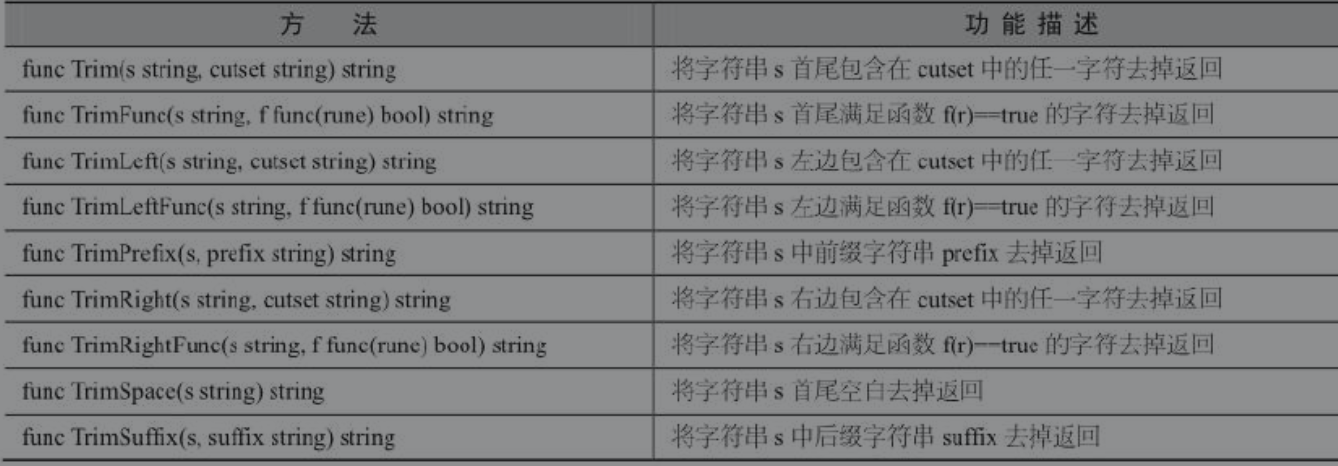 方 法 功 能 描 述
func Trim(s string, cutset string) string 将字符串 s 首尾包含在 cutset 中的任一字符去掉返回
func TrimFunc(s string, f func(rune) bool) string 将字符串 s 首尾满足函数 f(r)==true 的字符去掉返回
func TrimLeft(s string, cutset string) string 将字符串 s 左边包含在 cutset 中的任一字符去掉返回
func TrimLeftFunc(s string, f func(rune) bool) string 将字符串 s 左边满足函数 f(r)==true 的字符去掉返回
func TrimPrefix(s, prefix string) string 将字符串 s 中前缀字符串 prefix 去掉返回
func TrimRight(s string, cutset string) string 将字符串 s 右边包含在 cutset 中的任一字符去掉返回
func TrimRightFunc(s string, f func(rune) bool) string 将字符串 s 右边满足函数 f(r)==true 的字符去掉返回
func TrimSpace(s string) string 将字符串 s 首尾空白去掉返回
func TrimSuffix(s, suffix string) string 将字符串 s 中后缀字符串 suffix 去掉返回